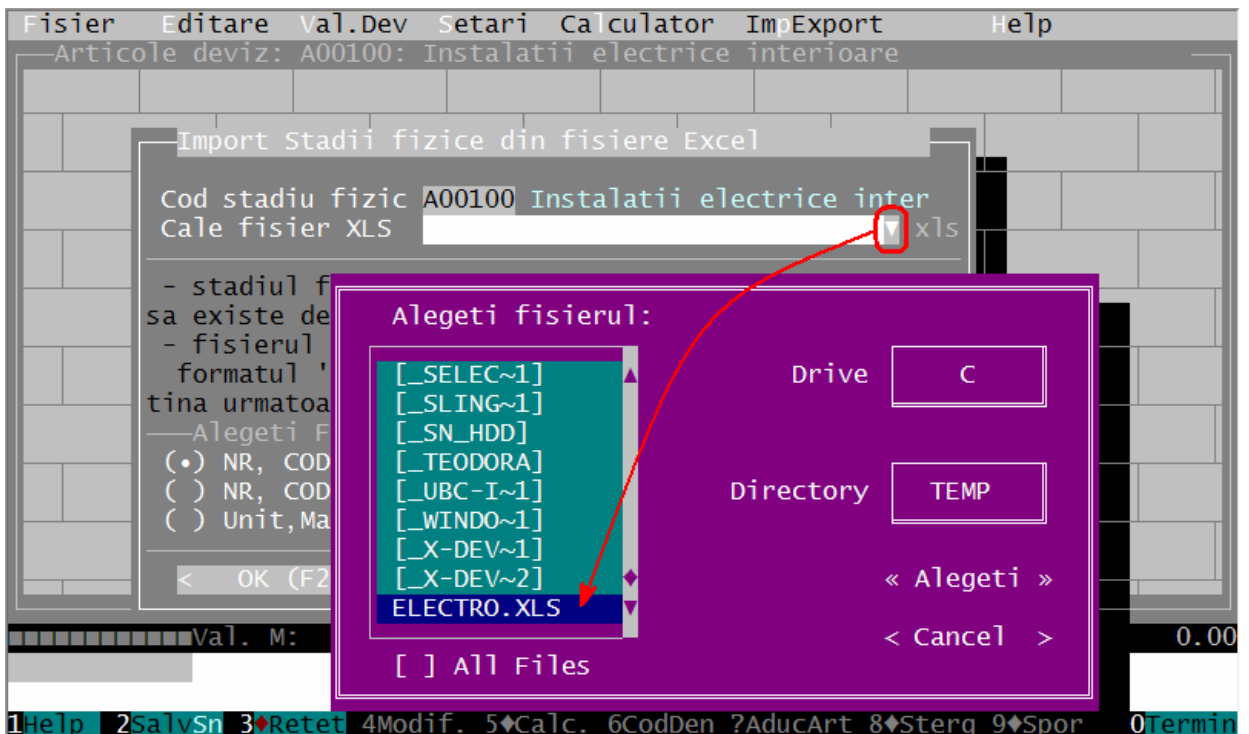 Fisier Editare Val.Dev Setari Calculator ImpExport Help
Articole deviz: A00100: Instalatii electrice interioare
Import Stadii fizice din fisiere Excel
Cod stadiu fizic A00100 Instalatii electrice inter
Cale fisier XLS xls
- stadiul f
sa existe de
- fisierul
formatul '
tina urmatoa
Alegeti F
(•) NR, COD
( ) NR, COD
( ) Unit,Ma
< OK (F2
Alegeti fisierul:
[_SELEC~1]
[_SLING~1]
[_SN_HDD]
[_TEODORA]
[_UBC-I~1]
[_WINDO~1]
[_X-DEV~1]
[_X-DEV~2]
ELECTRO.XLS
[ ] All Files
Drive C
Directory TEMP
« Alegeti »
< Cancel >
Val. M: 0.00
1Help 2SalvSn 3♦Retet 4Modif. 5♦Calc. 6CodDen ?AducArt 8♦Sterg 9♦Spor 0Termin